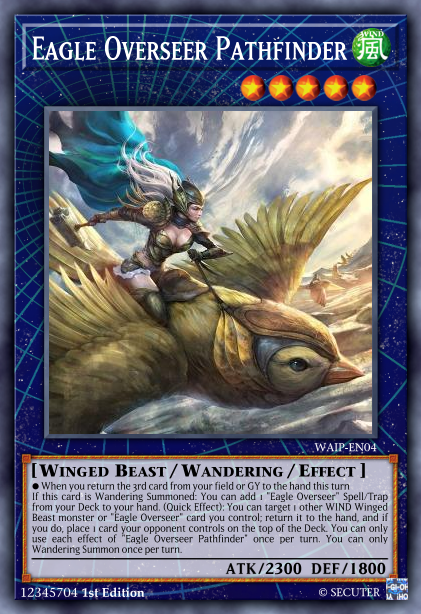 EAGLE OVERSEER PATHFINDER
WIND
風
WAIP-EN04
[WINGED BEAST / WANDERING / EFFECT ]
● When you return the 3rd card from your field or GY to the hand this turn
If this card is Wandering Summoned: You can add 1 "Eagle Overseer" Spell/Trap
from your Deck to your hand. (Quick Effect): You can target 1 other WIND Winged
Beast monster or "Eagle Overseer" card you control; return it to the hand, and if
you do, place 1 card your opponent controls on the top of the Deck. You can only
use each effect of "Eagle Overseer Pathfinder" once per turn. You can only
Wandering Summon once per turn.
ATK/2300 DEF/1800
12345704 1st Edition
© SECUTER